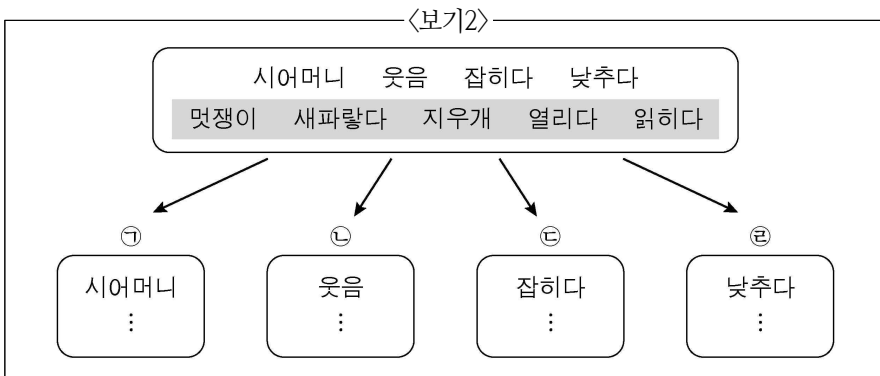 〈보기2〉
시어머니 웃음 잡히다 낮추다
멋쟁이 새파랗다 지우개 열리다 읽히다
㉠ ㉡ ㉢ ㉣
시어머니 웃음 잡히다 낮추다
⋮ ⋮ ⋮ ⋮